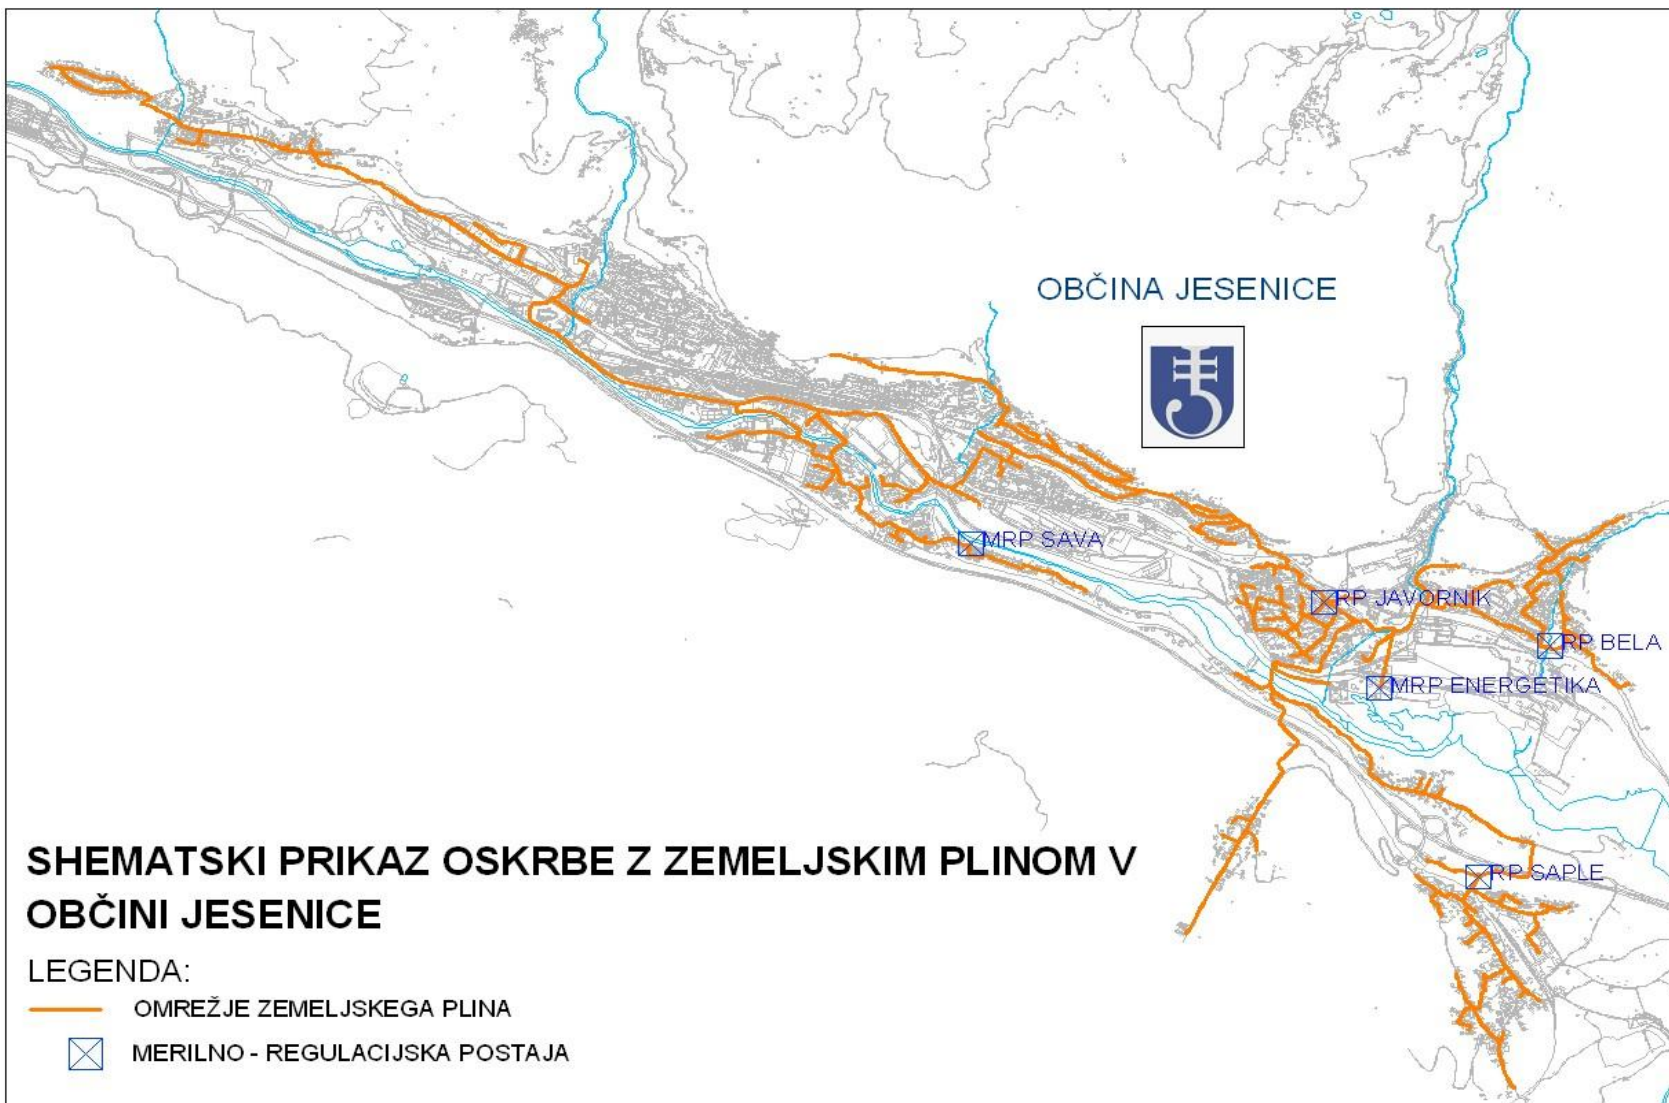 OBČINA JESENICE
MRP SAVA
RP JAVORNIK
RP BELA
MRP ENERGETIKA
RP SAPLE
SHEMATSKI PRIKAZ OSKRBE Z ZEMELJSKIM PLINOM V
OBČINI JESENICE
LEGENDA:
OMREŽJE ZEMELJSKEGA PLINA
MERILNO - REGULACIJSKA POSTAJA